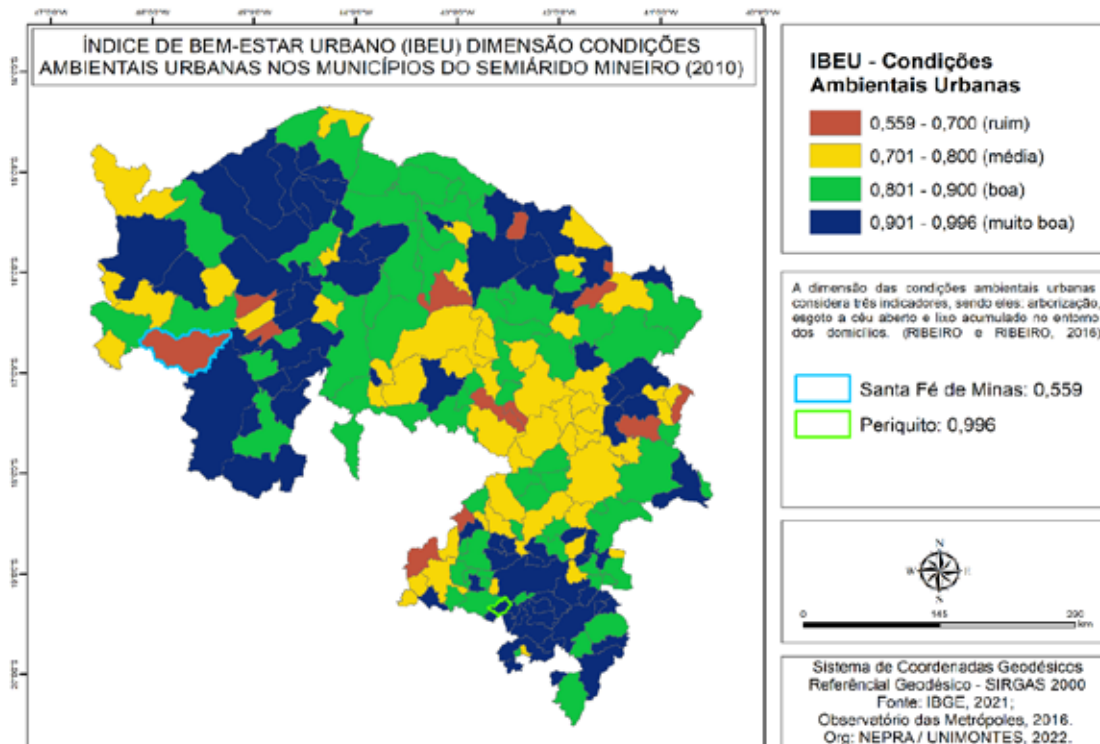 ÍNDICE DE BEM-ESTAR URBANO (IBEU) DIMENSÃO CONDIÇÕES
AMBIENTAIS URBANAS NOS MUNICÍPIOS DO SEMIÁRIDO MINEIRO (2010)
IBEU - Condições
Ambientais Urbanas
0,559 - 0,700 (ruim)
0,701 - 0,800 (média)
0,801 - 0,900 (boa)
0,901 - 0,996 (muito boa)
A dimensão das condições ambientais urbanas
considera três indicadores, sendo eles: arborização,
esgoto a céu aberto e lixo acumulado no entorno
dos domicílios. (RIBEIRO e RIBEIRO, 2016)
Santa Fé de Minas: 0,559
Periquito: 0,996
N
W
E
S
0 145 290
km
Sistema de Coordenadas Geodésicos
Referêncial Geodésico - SIRGAS 2000
Fonte: IBGE, 2021;
Observatório das Metrópoles, 2016.
Org: NEPRA / UNIMONTES, 2022.